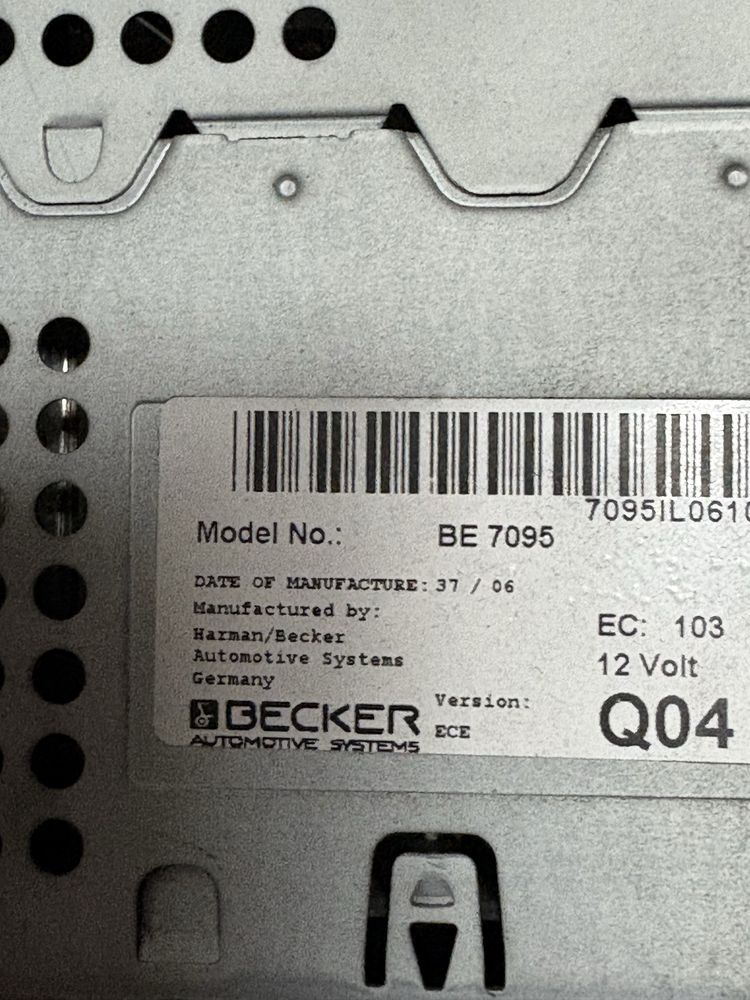 7095IL0610
Model No.: BE 7095
DATE OF MANUFACTURE: 37 / 06
Manufactured by:
Harman/Becker
Automotive Systems
Germany
EC: 103
12 Volt
BECKER
AUTOMOTIVE SYSTEMS
Version:
ECE
Q04